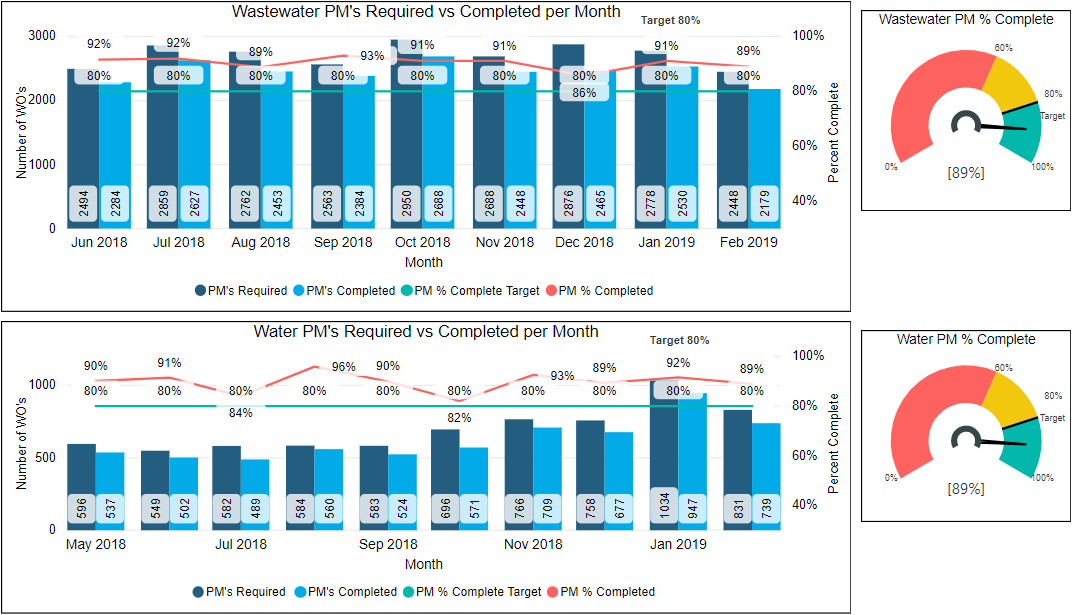 Wastewater PM's Required vs Completed per Month
Target 80%
3000
2000
1000
0
Number of WO's
100%
80%
60%
40%
Percent Complete
92%
92%
89%
93%
91%
91%
86%
91%
89%
80%
80%
80%
80%
80%
80%
80%
80%
80%
2494
2284
2859
2627
2762
2453
2563
2384
2950
2688
2688
2448
2876
2465
2778
2530
2448
2179
Jun 2018
Jul 2018
Aug 2018
Sep 2018
Oct 2018
Nov 2018
Dec 2018
Jan 2019
Feb 2019
Month
PM's Required
PM's Completed
PM % Complete Target
PM % Completed
Wastewater PM % Complete
0%
60%
80%
Target
100%
[89%]
Water PM's Required vs Completed per Month
Target 80%
1000
500
0
Number of WO's
100%
80%
60%
40%
Percent Complete
90%
91%
84%
96%
90%
82%
93%
89%
92%
89%
80%
80%
80%
80%
80%
80%
80%
80%
80%
80%
596
537
549
502
582
489
584
560
583
524
696
571
766
709
758
677
1034
947
831
739
May 2018
Jul 2018
Sep 2018
Nov 2018
Jan 2019
Month
PM's Required
PM's Completed
PM % Complete Target
PM % Completed
Water PM % Complete
0%
60%
80%
Target
100%
[89%]